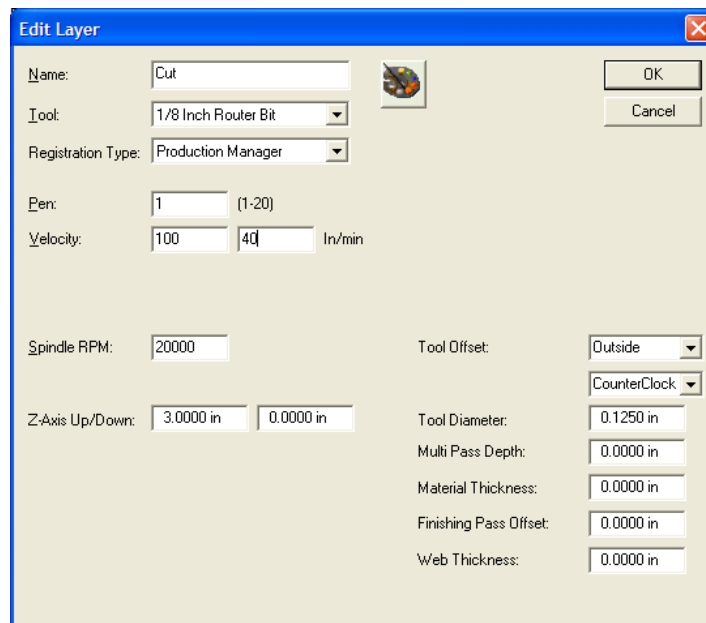 Edit Layer
Name: Cut OK
Tool: 1/8 Inch Router Bit Cancel
Registration Type: Production Manager
Pen: 1 (1-20)
Velocity: 100 40 In/min
Spindle RPM: 20000 Tool Offset: Outside
CounterClock
Z-Axis Up/Down: 3.0000 in 0.0000 in Tool Diameter: 0.1250 in
Multi Pass Depth: 0.0000 in
Material Thickness: 0.0000 in
Finishing Pass Offset: 0.0000 in
Web Thickness: 0.0000 in